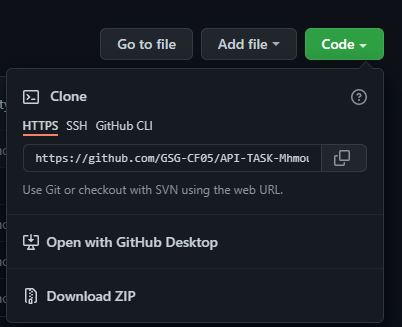 Go to file Add file Code
Clone
HTTPS SSH GitHub CLI
https://github.com/GSG-CF05/API-TASK-Mhmou
Use Git or checkout with SVN using the web URL.
Open with GitHub Desktop
Download ZIP